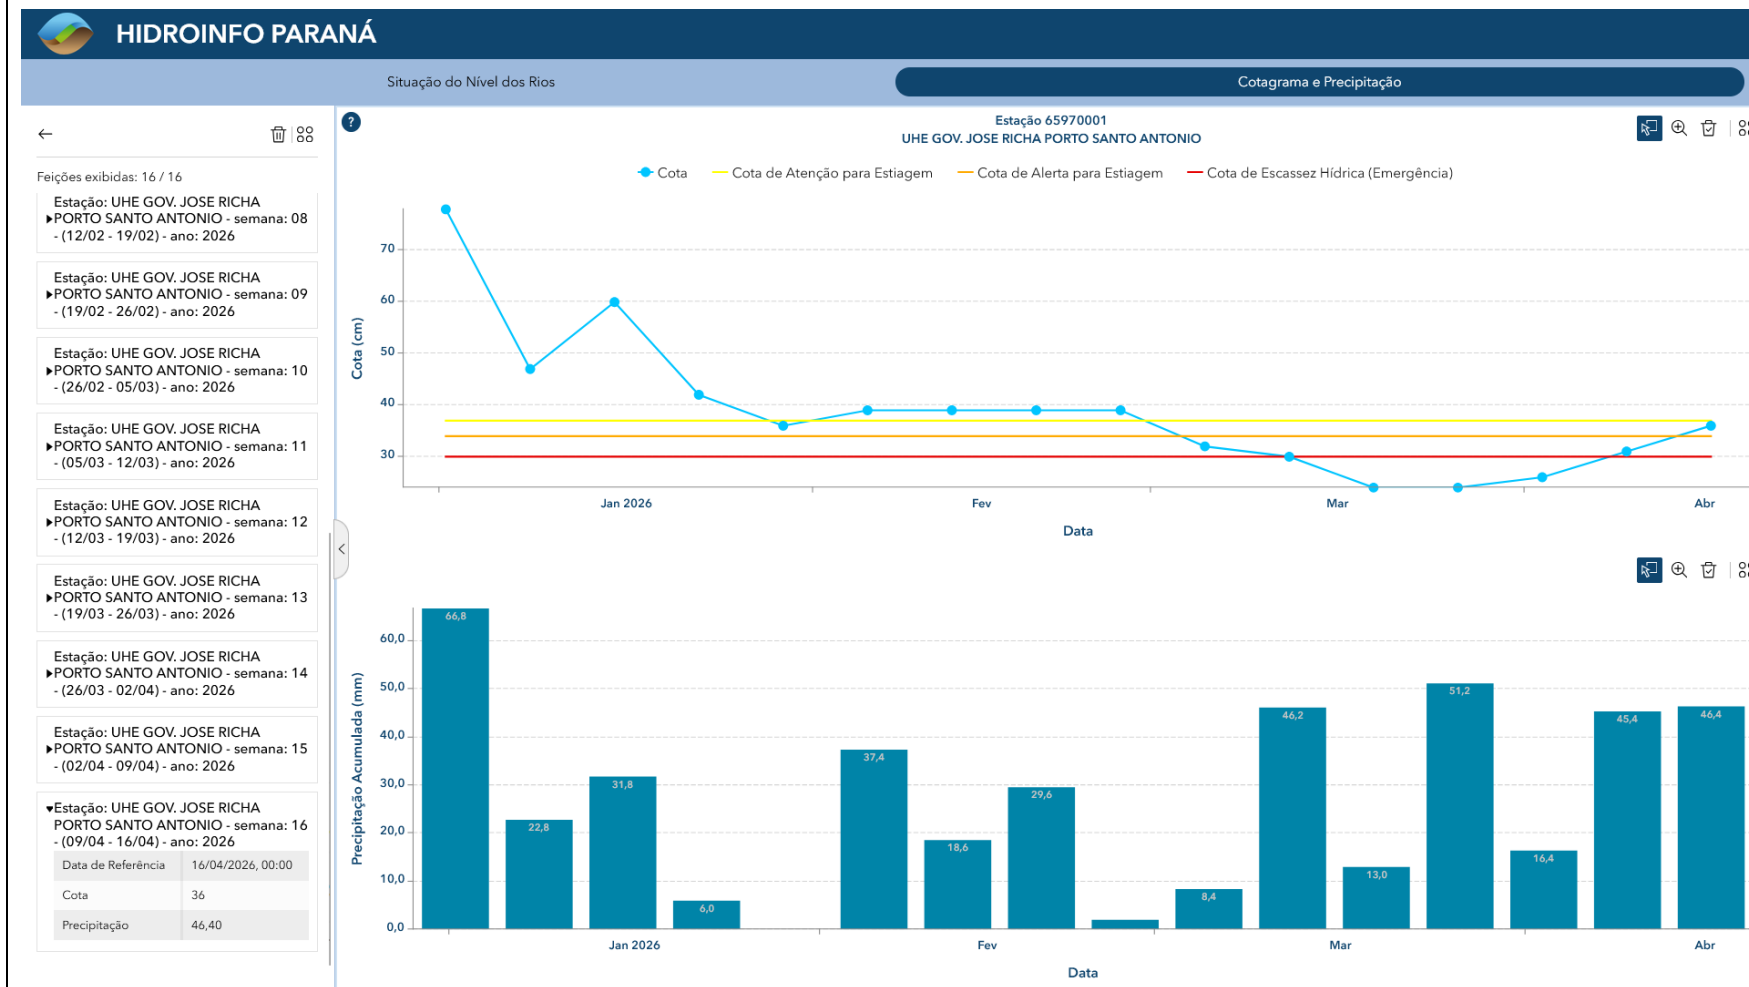 HIDROINFO PARANÁ
Situação do Nível dos Rios
Cotagrama e Precipitação
Feições exibidas: 16 / 16
Estação: UHE GOV. JOSE RICHA
PORTO SANTO ANTONIO - semana: 08
- (12/02 - 19/02) - ano: 2026
Estação: UHE GOV. JOSE RICHA
PORTO SANTO ANTONIO - semana: 09
- (19/02 - 26/02) - ano: 2026
Estação: UHE GOV. JOSE RICHA
PORTO SANTO ANTONIO - semana: 10
- (26/02 - 05/03) - ano: 2026
Estação: UHE GOV. JOSE RICHA
PORTO SANTO ANTONIO - semana: 11
- (05/03 - 12/03) - ano: 2026
Estação: UHE GOV. JOSE RICHA
PORTO SANTO ANTONIO - semana: 12
- (12/03 - 19/03) - ano: 2026
Estação: UHE GOV. JOSE RICHA
PORTO SANTO ANTONIO - semana: 13
- (19/03 - 26/03) - ano: 2026
Estação: UHE GOV. JOSE RICHA
PORTO SANTO ANTONIO - semana: 14
- (26/03 - 02/04) - ano: 2026
Estação: UHE GOV. JOSE RICHA
PORTO SANTO ANTONIO - semana: 15
- (02/04 - 09/04) - ano: 2026
Estação: UHE GOV. JOSE RICHA
PORTO SANTO ANTONIO - semana: 16
- (09/04 - 16/04) - ano: 2026
Data de Referência 16/04/2026, 00:00
Cota 36
Precipitação 46,40
?
Estação 65970001
UHE GOV. JOSE RICHA PORTO SANTO ANTONIO
Cota Cota de Atenção para Estiagem Cota de Alerta para Estiagem Cota de Escassez Hídrica (Emergência)
Cota (cm)
70
60
50
40
30
Jan 2026 Fev Mar Abr
Data
Precipitação Acumulada (mm)
60,0
50,0
40,0
30,0
20,0
10,0
0,0
66,8 22,8 31,8 6,0 37,4 18,6 29,6 8,4 46,2 13,0 51,2 16,4 45,4 46,4
Jan 2026 Fev Mar Abr
Data